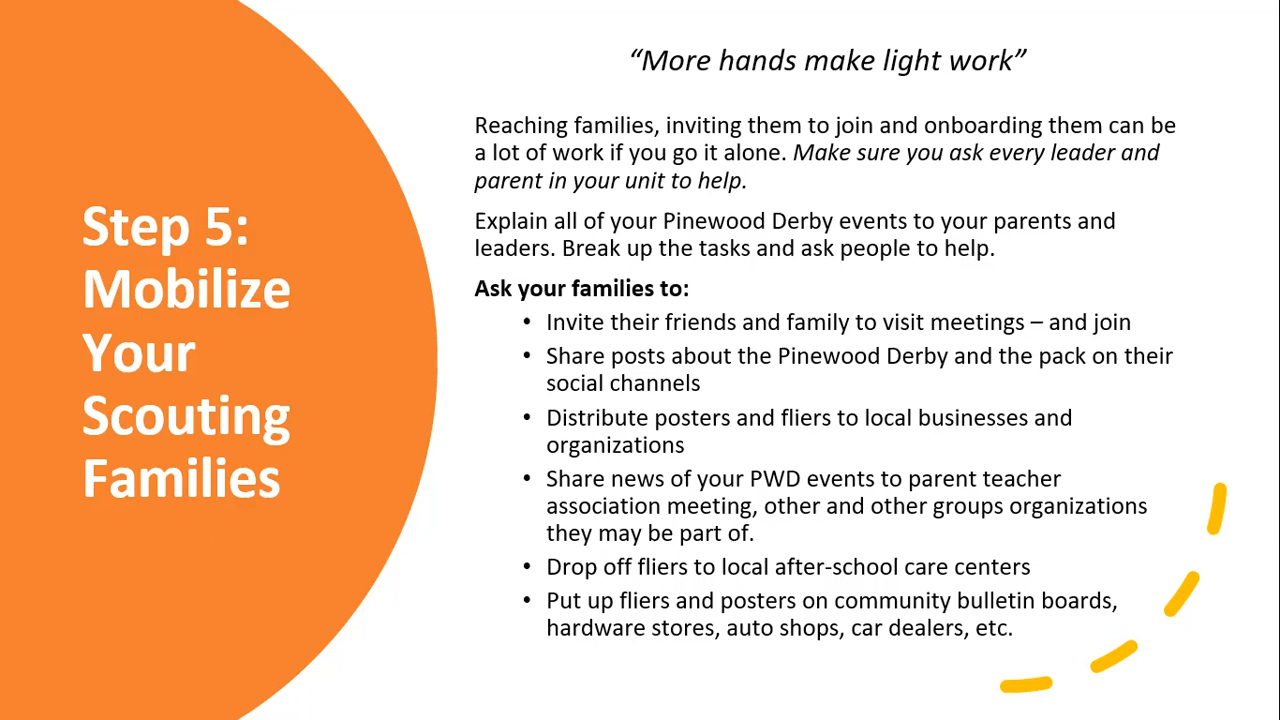 Step 5:
Mobilize
Your
Scouting
Families
“More hands make light work”
Reaching families, inviting them to join and onboarding them can be
a lot of work if you go it alone. Make sure you ask every leader and
parent in your unit to help.
Explain all of your Pinewood Derby events to your parents and
leaders. Break up the tasks and ask people to help.
Ask your families to:
• Invite their friends and family to visit meetings – and join
• Share posts about the Pinewood Derby and the pack on their
social channels
• Distribute posters and fliers to local businesses and
organizations
• Share news of your PWD events to parent teacher
association meeting, other and other groups organizations
they may be part of.
• Drop off fliers to local after-school care centers
• Put up fliers and posters on community bulletin boards,
hardware stores, auto shops, car dealers, etc.